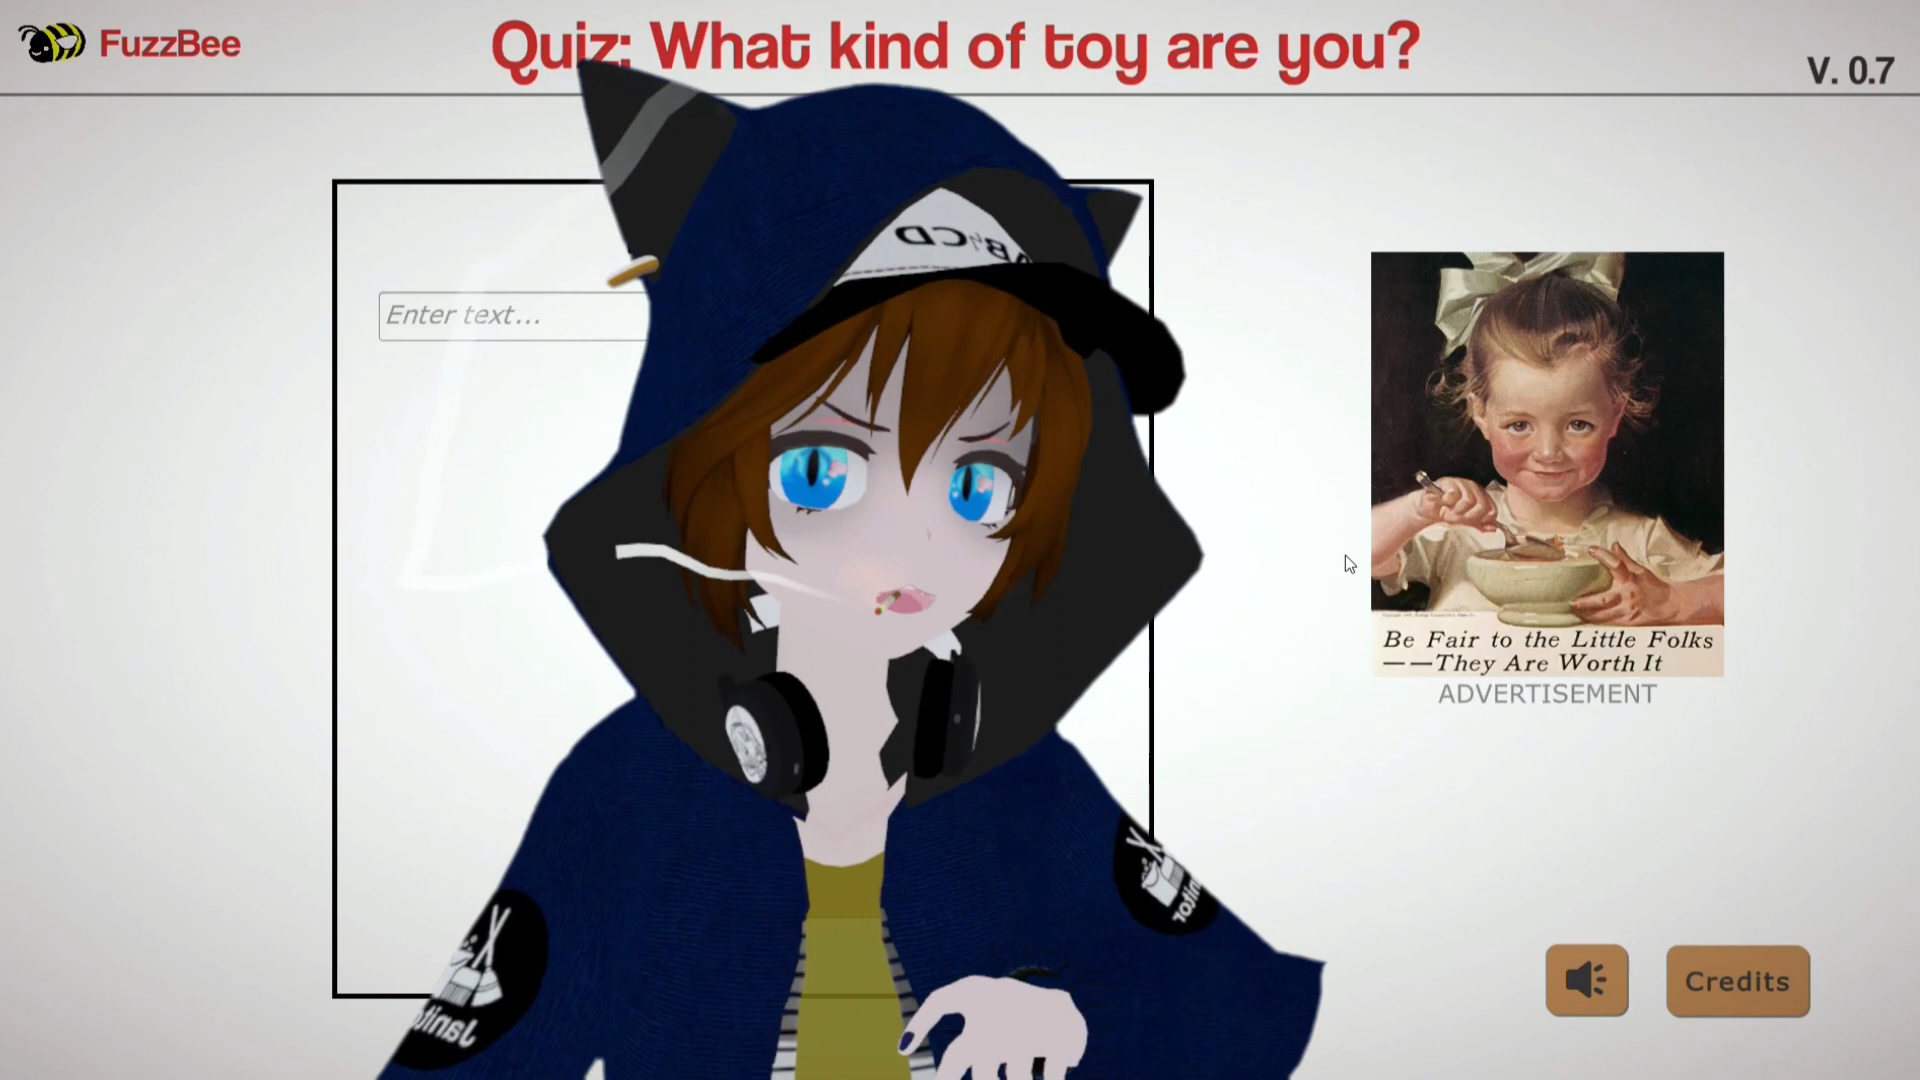 FuzzBee
Quiz: What kind of toy are you?
V. 0.7
Enter text...
Be Fair to the Little Folks
——They Are Worth It
ADVERTISEMENT
Janitor
Credits